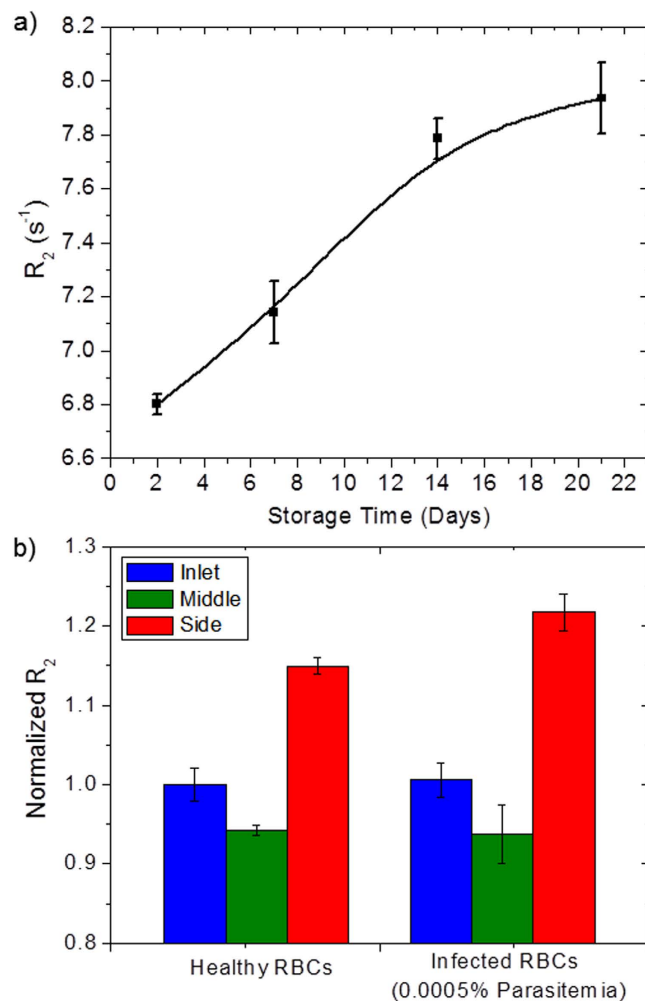 a)
8.2
8.0
7.8
7.6
7.4
7.2
7.0
6.8
6.6
R2 (s-1)
0 2 4 6 8 10 12 14 16 18 20 22
Storage Time (Days)
b)
1.3
1.2
1.1
1.0
0.9
0.8
Normalized R2
Inlet
Middle
Side
Healthy RBCs
Infected RBCs
(0.0005% Parasitemia)